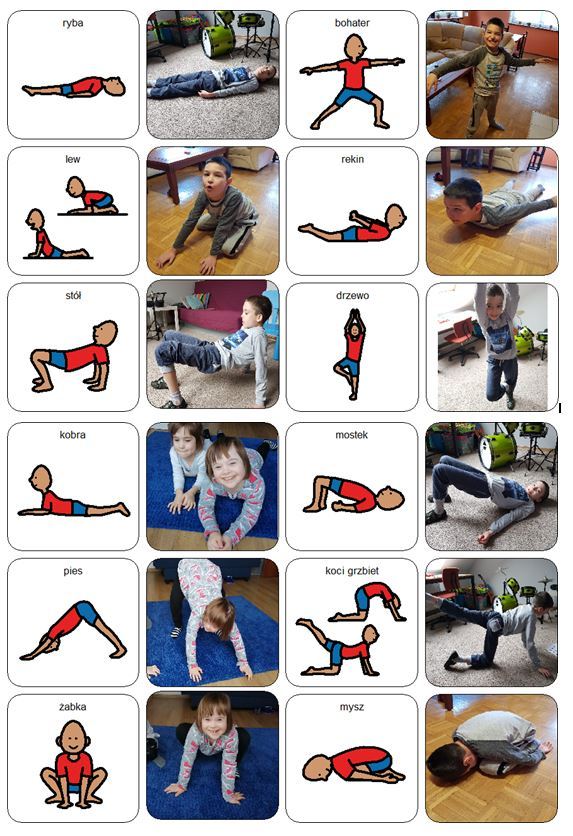 ryba
bohater
lew
rekin
stół
drzewo
kobra
mostek
pies
koci grzbiet
żabka
mysz